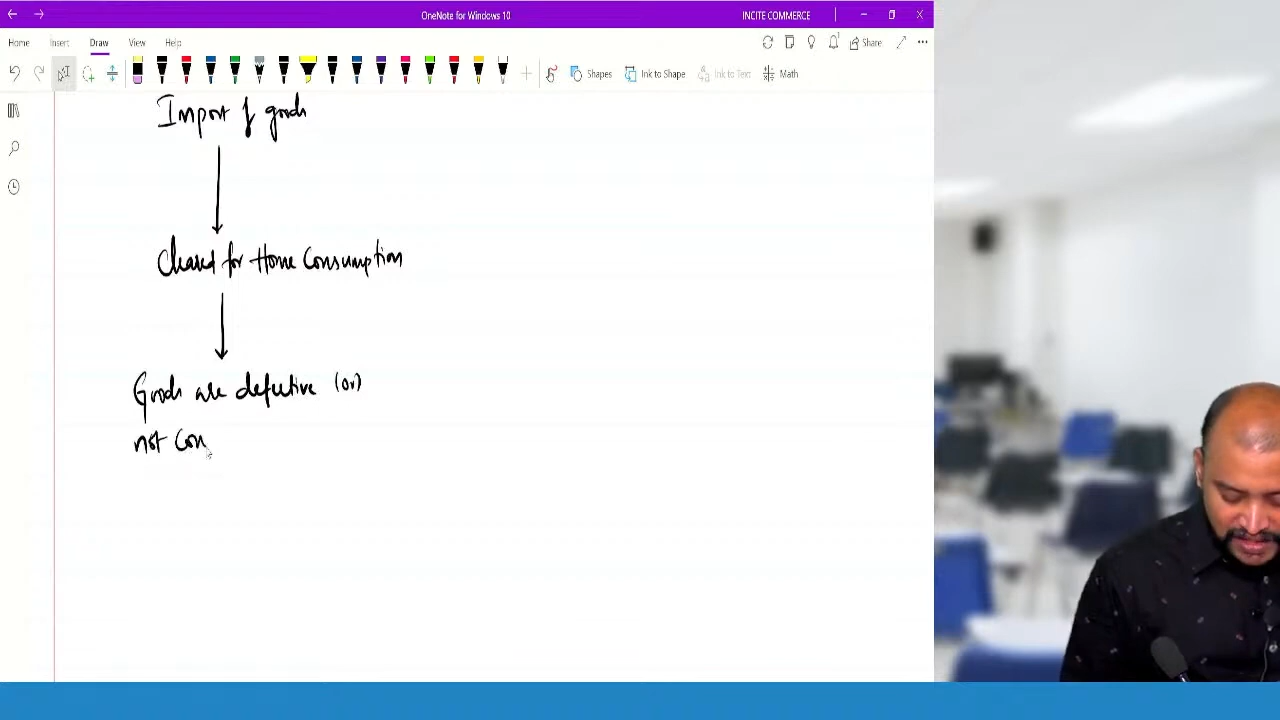 OneNote for Windows 10
INCITE COMMERCE
Home Insert Draw View Help
Share
Shapes Ink to Shape Ink to Text Math
Import of goods
Cleared for Home Consumption
Goods are defective (or)
not Con